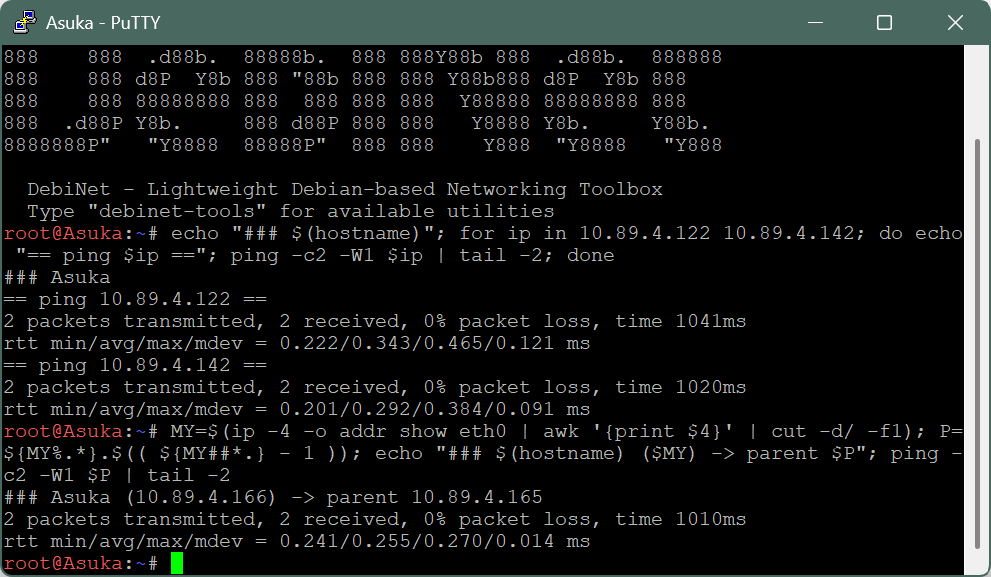 Asuka - PuTTY
888    888  .d88b.  88888b.  888 888Y88b 888  .d88b.  888888
888    888 d8P  Y8b 888 "88b 888 888 Y88b888 d8P  Y8b 888
888    888 88888888 888  888 888 888  Y88888 88888888 888
888  .d88P Y8b.     888 d88P 888 888   Y8888 Y8b.     Y88b.
8888888P"   "Y8888  88888P"  888 888    Y888  "Y8888   "Y888
DebiNet - Lightweight Debian-based Networking Toolbox
Type "debinet-tools" for available utilities
root@Asuka:~# echo "### $(hostname)"; for ip in 10.89.4.122 10.89.4.142; do echo
"== ping $ip =="; ping -c2 -W1 $ip | tail -2; done
### Asuka
== ping 10.89.4.122 ==
2 packets transmitted, 2 received, 0% packet loss, time 1041ms
rtt min/avg/max/mdev = 0.222/0.343/0.465/0.121 ms
== ping 10.89.4.142 ==
2 packets transmitted, 2 received, 0% packet loss, time 1020ms
rtt min/avg/max/mdev = 0.201/0.292/0.384/0.091 ms
root@Asuka:~# MY=$(ip -4 -o addr show eth0 | awk '{print $4}' | cut -d/ -f1); P=
${MY%.*}.$(( ${MY##*.} - 1 )); echo "### $(hostname) ($MY) -> parent $P"; ping -
c2 -W1 $P | tail -2
### Asuka (10.89.4.166) -> parent 10.89.4.165
2 packets transmitted, 2 received, 0% packet loss, time 1010ms
rtt min/avg/max/mdev = 0.241/0.255/0.270/0.014 ms
root@Asuka:~#